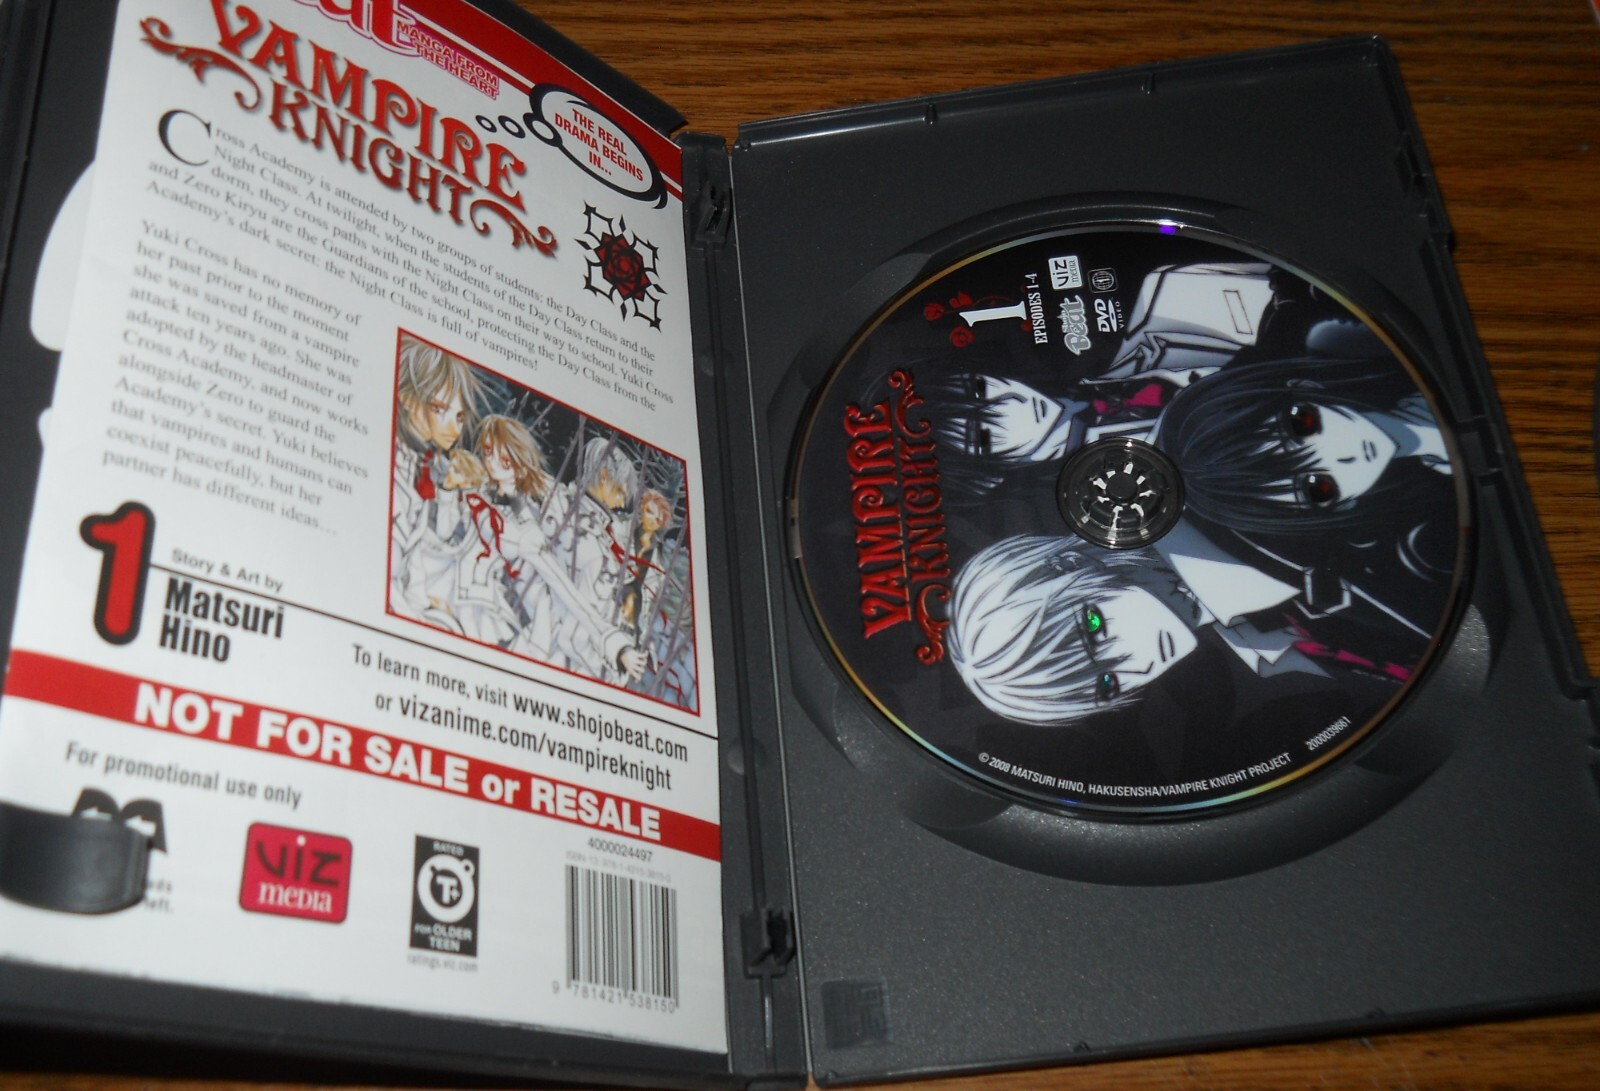 MANGA FROM
THE HEART
THE REAL
DRAMA BEGINS
IN...
VAMPIRE
KNIGHT
Cross Academy is attended by two groups of students: the Day Class and the
Night Class. At twilight, when the students of the Day Class return to their
dorm, they cross paths with the Night Class on their way to school. Yuki Cross
and Zero Kiryu are the Guardians of the school, protecting the Day Class from the
Academy's dark secret: the Night Class is full of vampires!
Yuki Cross has no memory of
her past prior to the moment
she was saved from a vampire
attack ten years ago. She was
adopted by the headmaster of
Cross Academy, and now works
alongside Zero to guard the
Academy's secret. Yuki believes
that vampires and humans can
coexist peacefully, but her
partner has different ideas...
1
Story & Art by
Matsuri
Hino
To learn more, visit www.shojobeat.com
or vizanime.com/vampireknight
NOT FOR SALE or RESALE
For promotional use only
left.
viz
media
RATED
T+
FOR OLDER
TEEN
ratings.viz.com
4000024497
9 781421 538150
VAMPIRE
KNIGHT
1
EPISODES 1-4
Shojo
Beat
viz
media
DVD
VIDEO
© 2008 MATSURI HINO, HAKUSENSHA/VAMPIRE KNIGHT PROJECT
2000039661